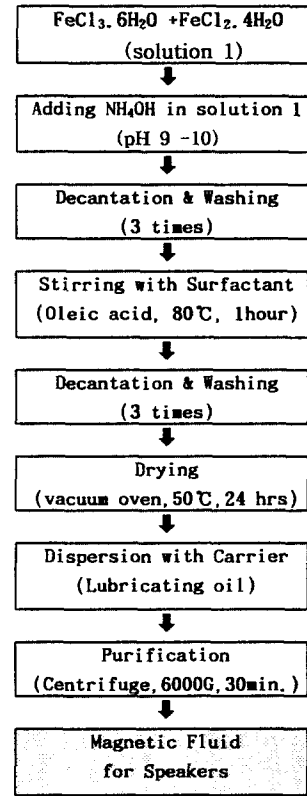 FeCl₃.6H₂O +FeCl₂.4H₂O
(solution 1)
Adding NH₄OH in solution 1
(pH 9 -10)
Decantation & Washing
(3 times)
Stirring with Surfactant
(Oleic acid, 80℃, 1hour)
Decantation & Washing
(3 times)
Drying
(vacuum oven,50℃,24 hrs)
Dispersion with Carrier
(Lubricating oil)
Purification
(Centrifuge,6000G,30min.)
Magnetic Fluid
for Speakers